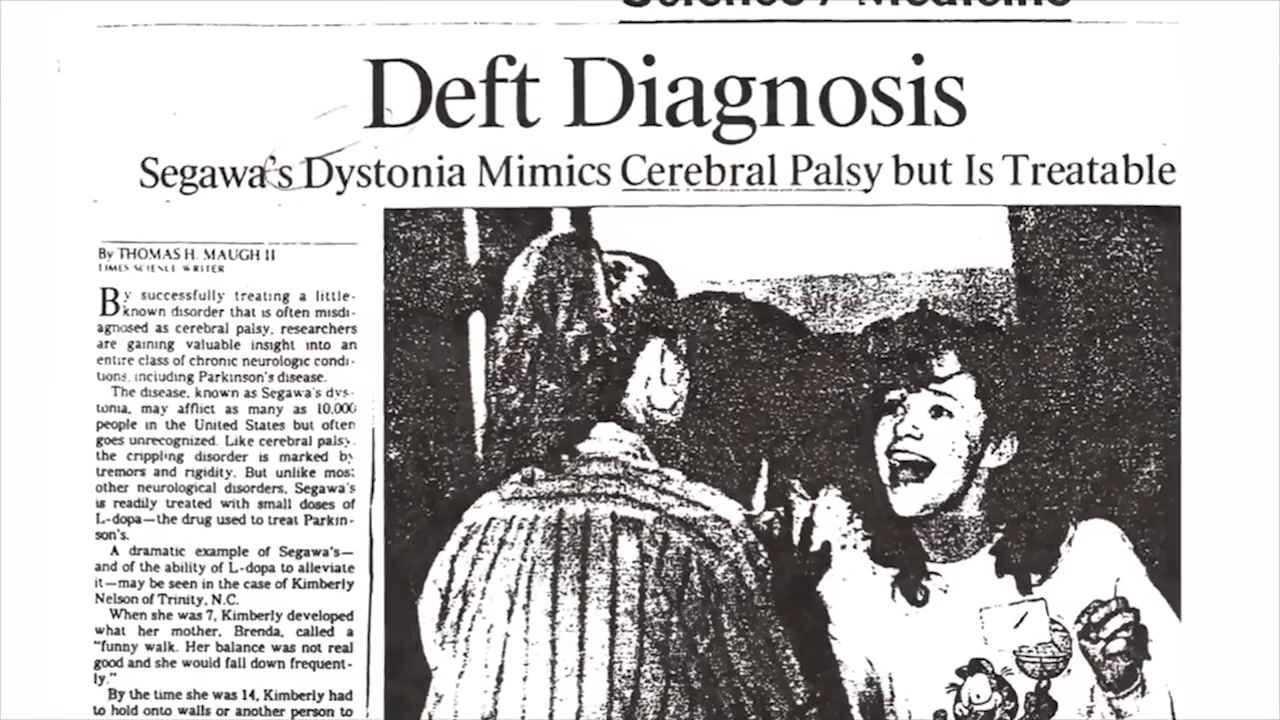 Science / Medicine
Deft Diagnosis
Segawa's Dystonia Mimics Cerebral Palsy but Is Treatable
By THOMAS H. MAUGH II
TIMES SCIENCE WRITER
By successfully treating a little-
known disorder that is often misdi-
agnosed as cerebral palsy, researchers
are gaining valuable insight into an
entire class of chronic neurologic condi-
tions, including Parkinson's disease.
The disease, known as Segawa's dys-
tonia, may afflict as many as 10,000
people in the United States but often
goes unrecognized. Like cerebral palsy,
the crippling disorder is marked by
tremors and rigidity. But unlike most
other neurological disorders, Segawa's
is readily treated with small doses of
L-dopa—the drug used to treat Parkin-
son's.
A dramatic example of Segawa's—
and of the ability of L-dopa to alleviate
it—may be seen in the case of Kimberly
Nelson of Trinity, N.C.
When she was 7, Kimberly developed
what her mother, Brenda, called a
"funny walk. Her balance was not real
good and she would fall down frequent-
ly."
By the time she was 14, Kimberly had
to hold onto walls or another person to